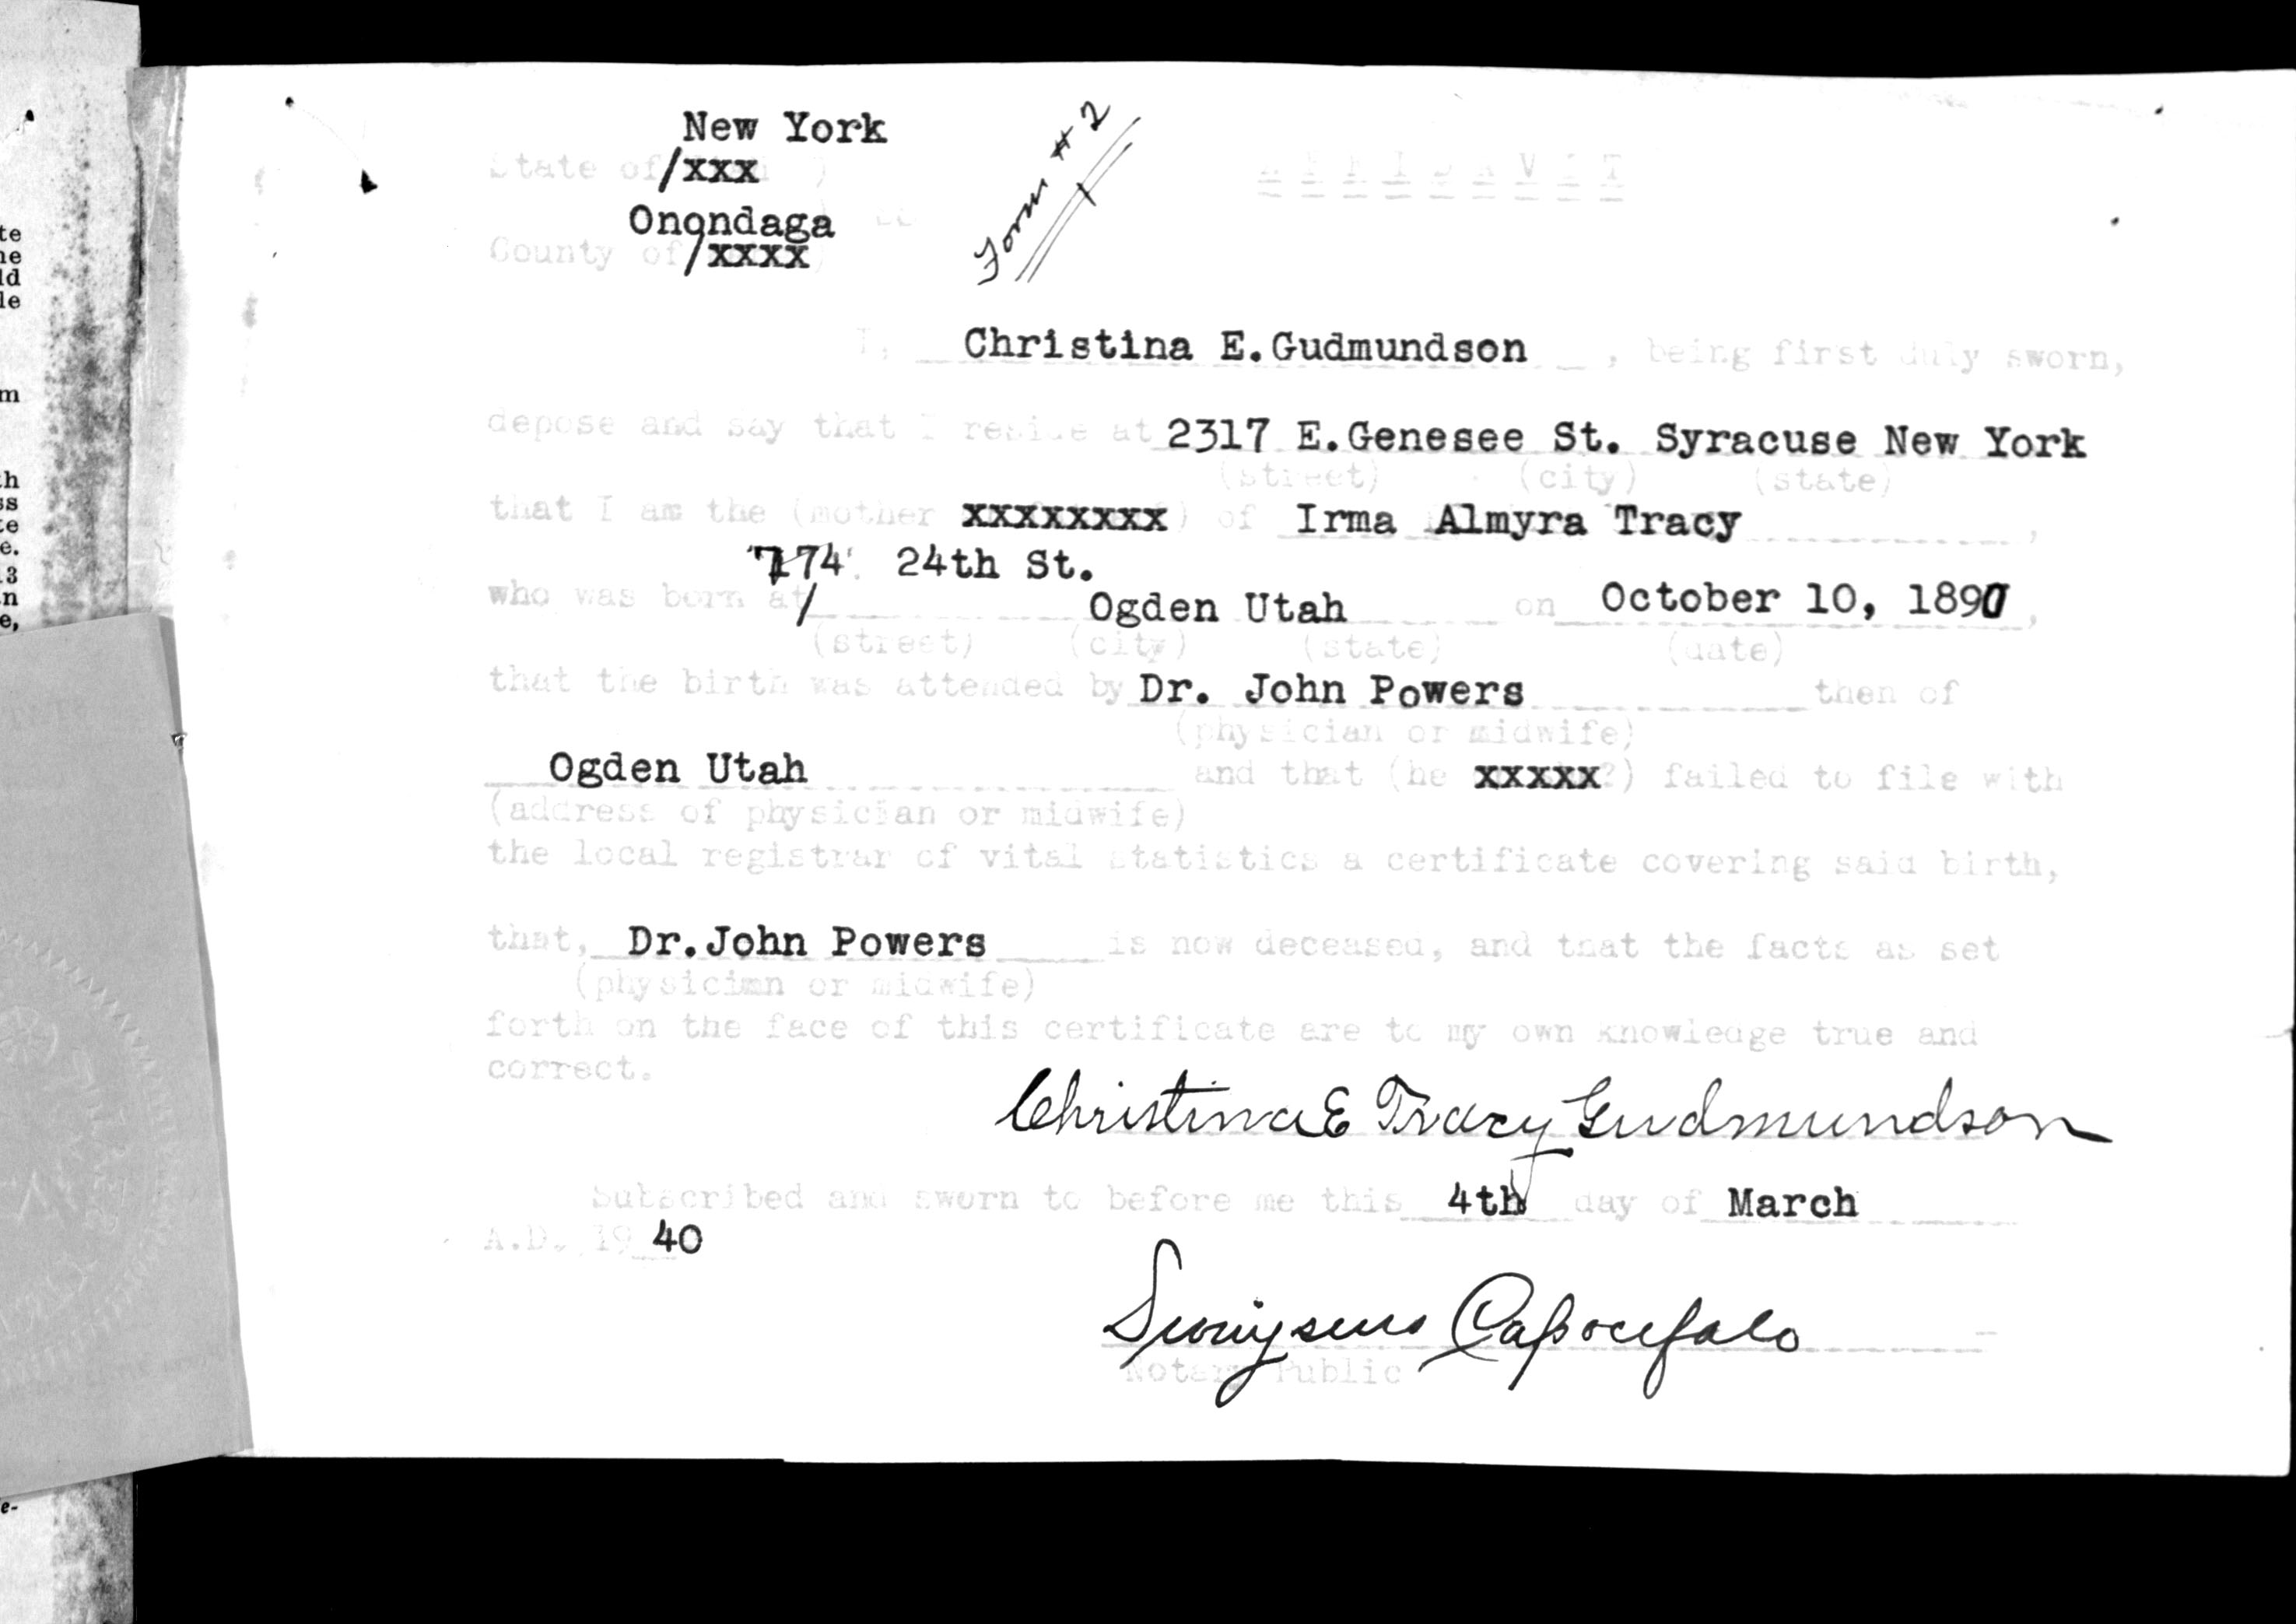 New York
State of /xxx )
Onondaga
County of /xxxx )
Form # 2
A F F I D A V I T
I, Christina E.Gudmundson , being first duly sworn,
depose and say that I reside at 2317 E.Genesee St. Syracuse New York
(street) (city) (state)
that I am the (mother xxxxxxxx) of Irma Almyra Tracy ,
774 24th St.
who was born at / Ogden Utah on October 10, 1890 ,
(street) (city) (state) (date)
that the birth was attended by Dr. John Powers then of
(physician or midwife)
Ogden Utah and that (he xxxxx?) failed to file with
(address of physician or midwife)
the local registrar of vital statistics a certificate covering said birth,
that, Dr.John Powers is now deceased, and that the facts as set
(physician or midwife)
forth on the face of this certificate are to my own knowledge true and
correct.
Christina E Tracy Gudmundson
Subscribed and sworn to before me this 4th day of March
A.D. 19 40
Capocefalo
Notary Public